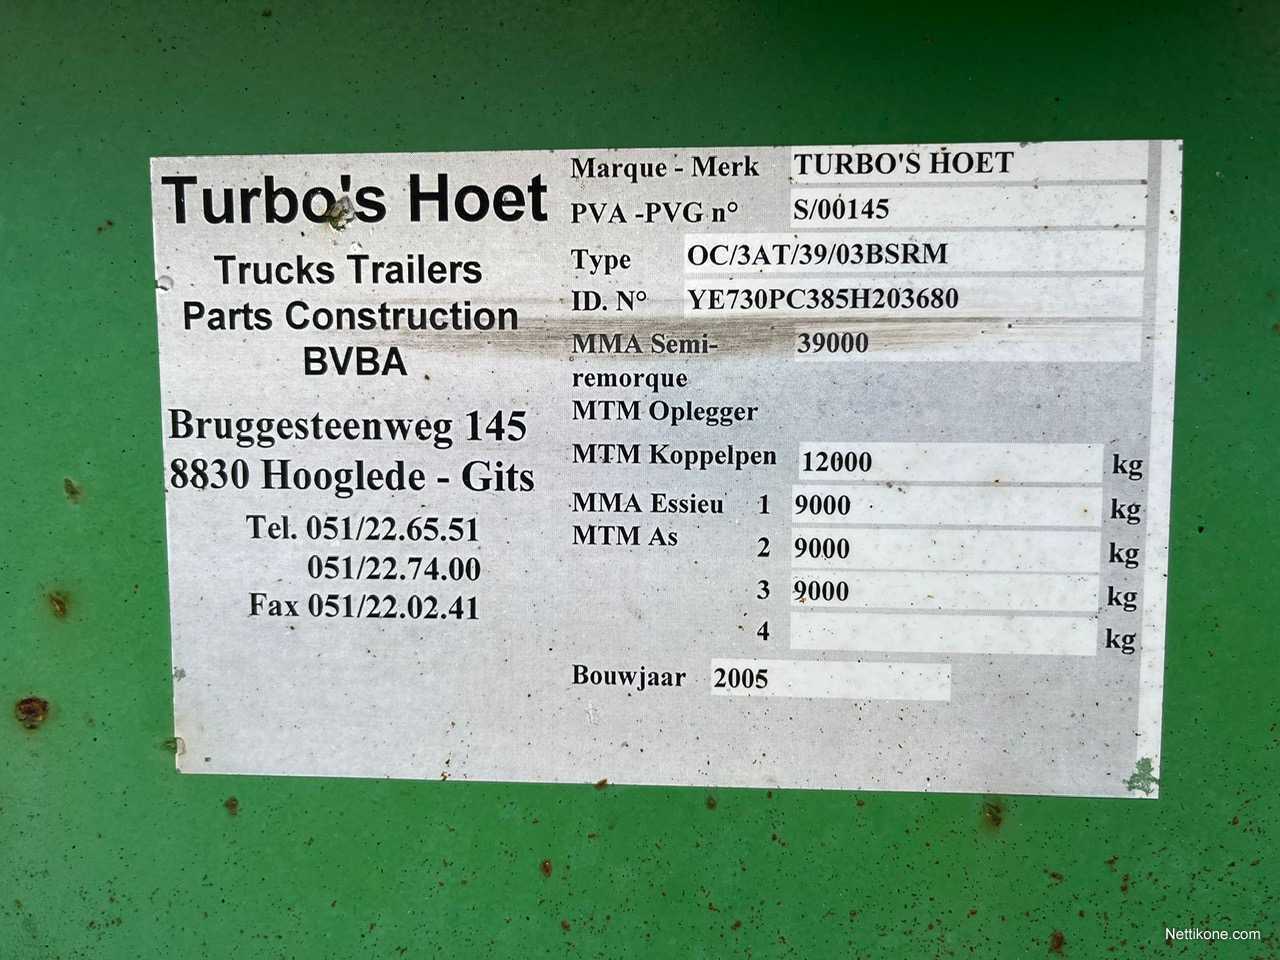 Turbo's Hoet
Trucks Trailers
Parts Construction
BVBA
Bruggesteenweg 145
8830 Hooglede - Gits
Tel. 051/22.65.51
051/22.74.00
Fax 051/22.02.41
Marque - Merk TURBO'S HOET
PVA -PVG n° S/00145
Type OC/3AT/39/03BSRM
ID. N° YE730PC385H203680
MMA Semi- 39000
remorque
MTM Oplegger
MTM Koppelpen 12000 kg
MMA Essieu 1 9000 kg
MTM As 2 9000 kg
3 9000 kg
4 kg
Bouwjaar 2005
Nettikone.com